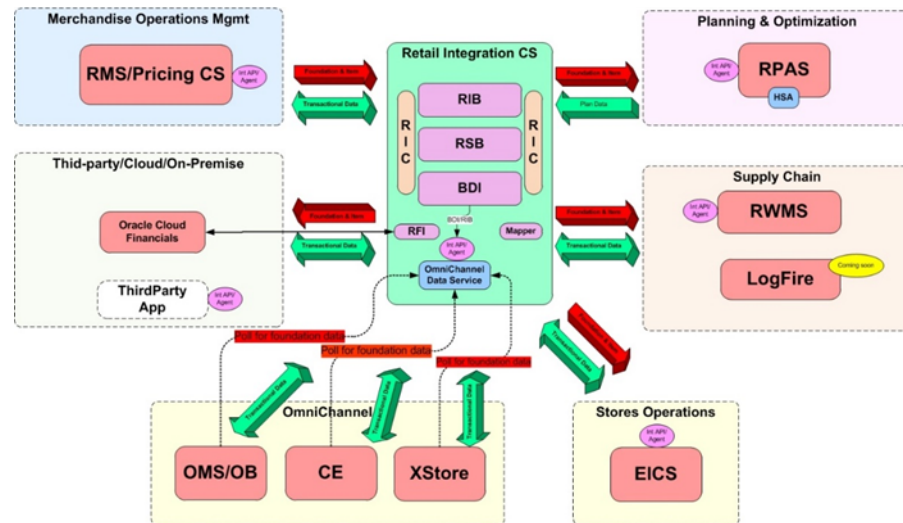 Merchandise Operations Mgmt
RMS/Pricing CS
Int API/
Agent
Foundation & Item
Transactional Data
Retail Integration CS
RIB
RSB
BDI
RIC
RIC
BDI/RIB
RFI
Mapper
Int API/
Agent
OmniChannel
Data Service
Foundation & Item
Plan Data
Planning & Optimization
Int API/
Agent
RPAS
HSA
Thid-party/Cloud/On-Premise
Oracle Cloud
Financials
ThirdParty
App
Int API/
Agent
Foundation & Item
Transactional Data
Foundation & Item
Transactional Data
Supply Chain
Int API/
Agent
RWMS
LogFire
Coming soon
Poll for foundation data
Poll for foundation data
Poll for foundation data
Transactional Data
Transactional Data
Transactional Data
Foundation & Item
Transactional Data
OmniChannel
OMS/OB
CE
XStore
Stores Operations
Int API/
Agent
EICS